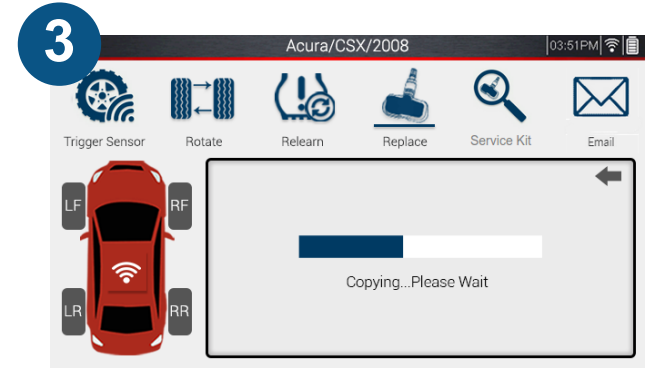 3
Acura/CSX/2008
03:51PM
Trigger Sensor
Rotate
Relearn
Replace
Service Kit
Email
LF
RF
LR
RR
Copying...Please Wait